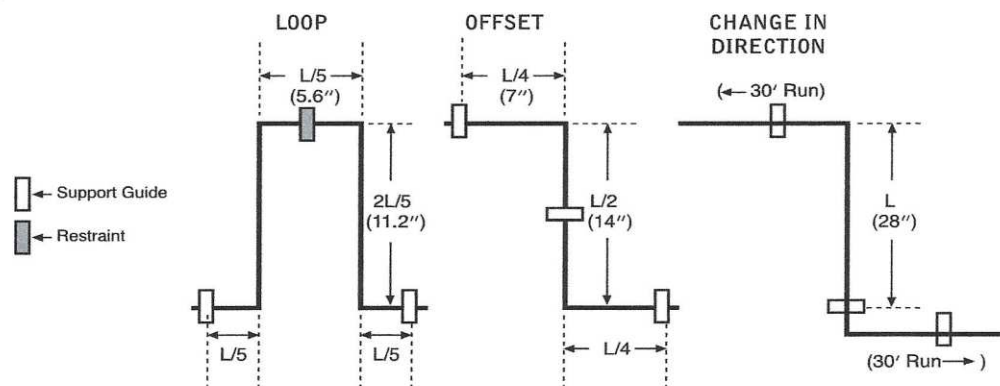 LOOP
OFFSET
CHANGE IN
DIRECTION
L/5
(5.6″)
L/4
(7″)
(← 30′ Run)
Support Guide
Restraint
2L/5
(11.2″)
L/2
(14″)
L
(28″)
L/5
L/5
L/4
(30′ Run→ )